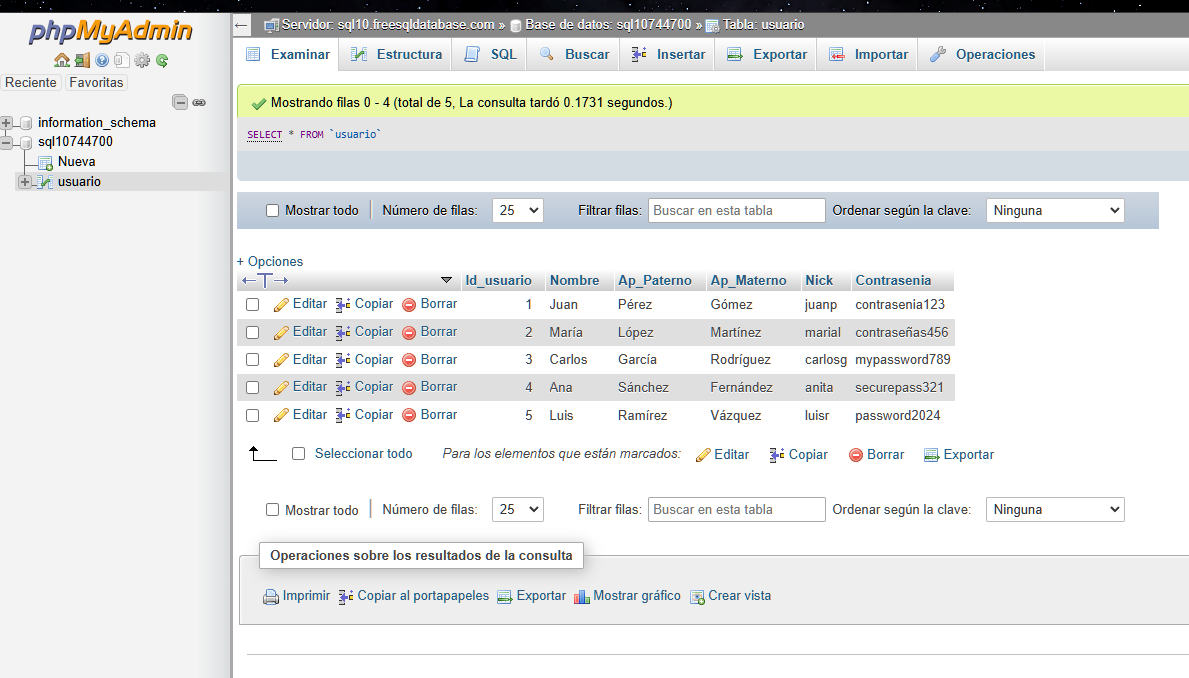 phpMyAdmin
Reciente Favoritas
information_schema
sql10744700
Nueva
usuario
Servidor: sql10.freesqldatabase.com » Base de datos: sql10744700 » Tabla: usuario
Examinar Estructura SQL Buscar Insertar Exportar Importar Operaciones
Mostrando filas 0 - 4 (total de 5, La consulta tardó 0.1731 segundos.)
SELECT * FROM `usuario`
Mostrar todo Número de filas: 25 Filtrar filas: Buscar en esta tabla Ordenar según la clave: Ninguna
+ Opciones
←T→ Id_usuario Nombre Ap_Paterno Ap_Materno Nick Contrasenia
Editar Copiar Borrar 1 Juan Pérez Gómez juanp contrasenia123
Editar Copiar Borrar 2 María López Martínez marial contraseñas456
Editar Copiar Borrar 3 Carlos García Rodríguez carlosg mypassword789
Editar Copiar Borrar 4 Ana Sánchez Fernández anita securepass321
Editar Copiar Borrar 5 Luis Ramírez Vázquez luisr password2024
Seleccionar todo Para los elementos que están marcados: Editar Copiar Borrar Exportar
Mostrar todo Número de filas: 25 Filtrar filas: Buscar en esta tabla Ordenar según la clave: Ninguna
Operaciones sobre los resultados de la consulta
Imprimir Copiar al portapapeles Exportar Mostrar gráfico Crear vista